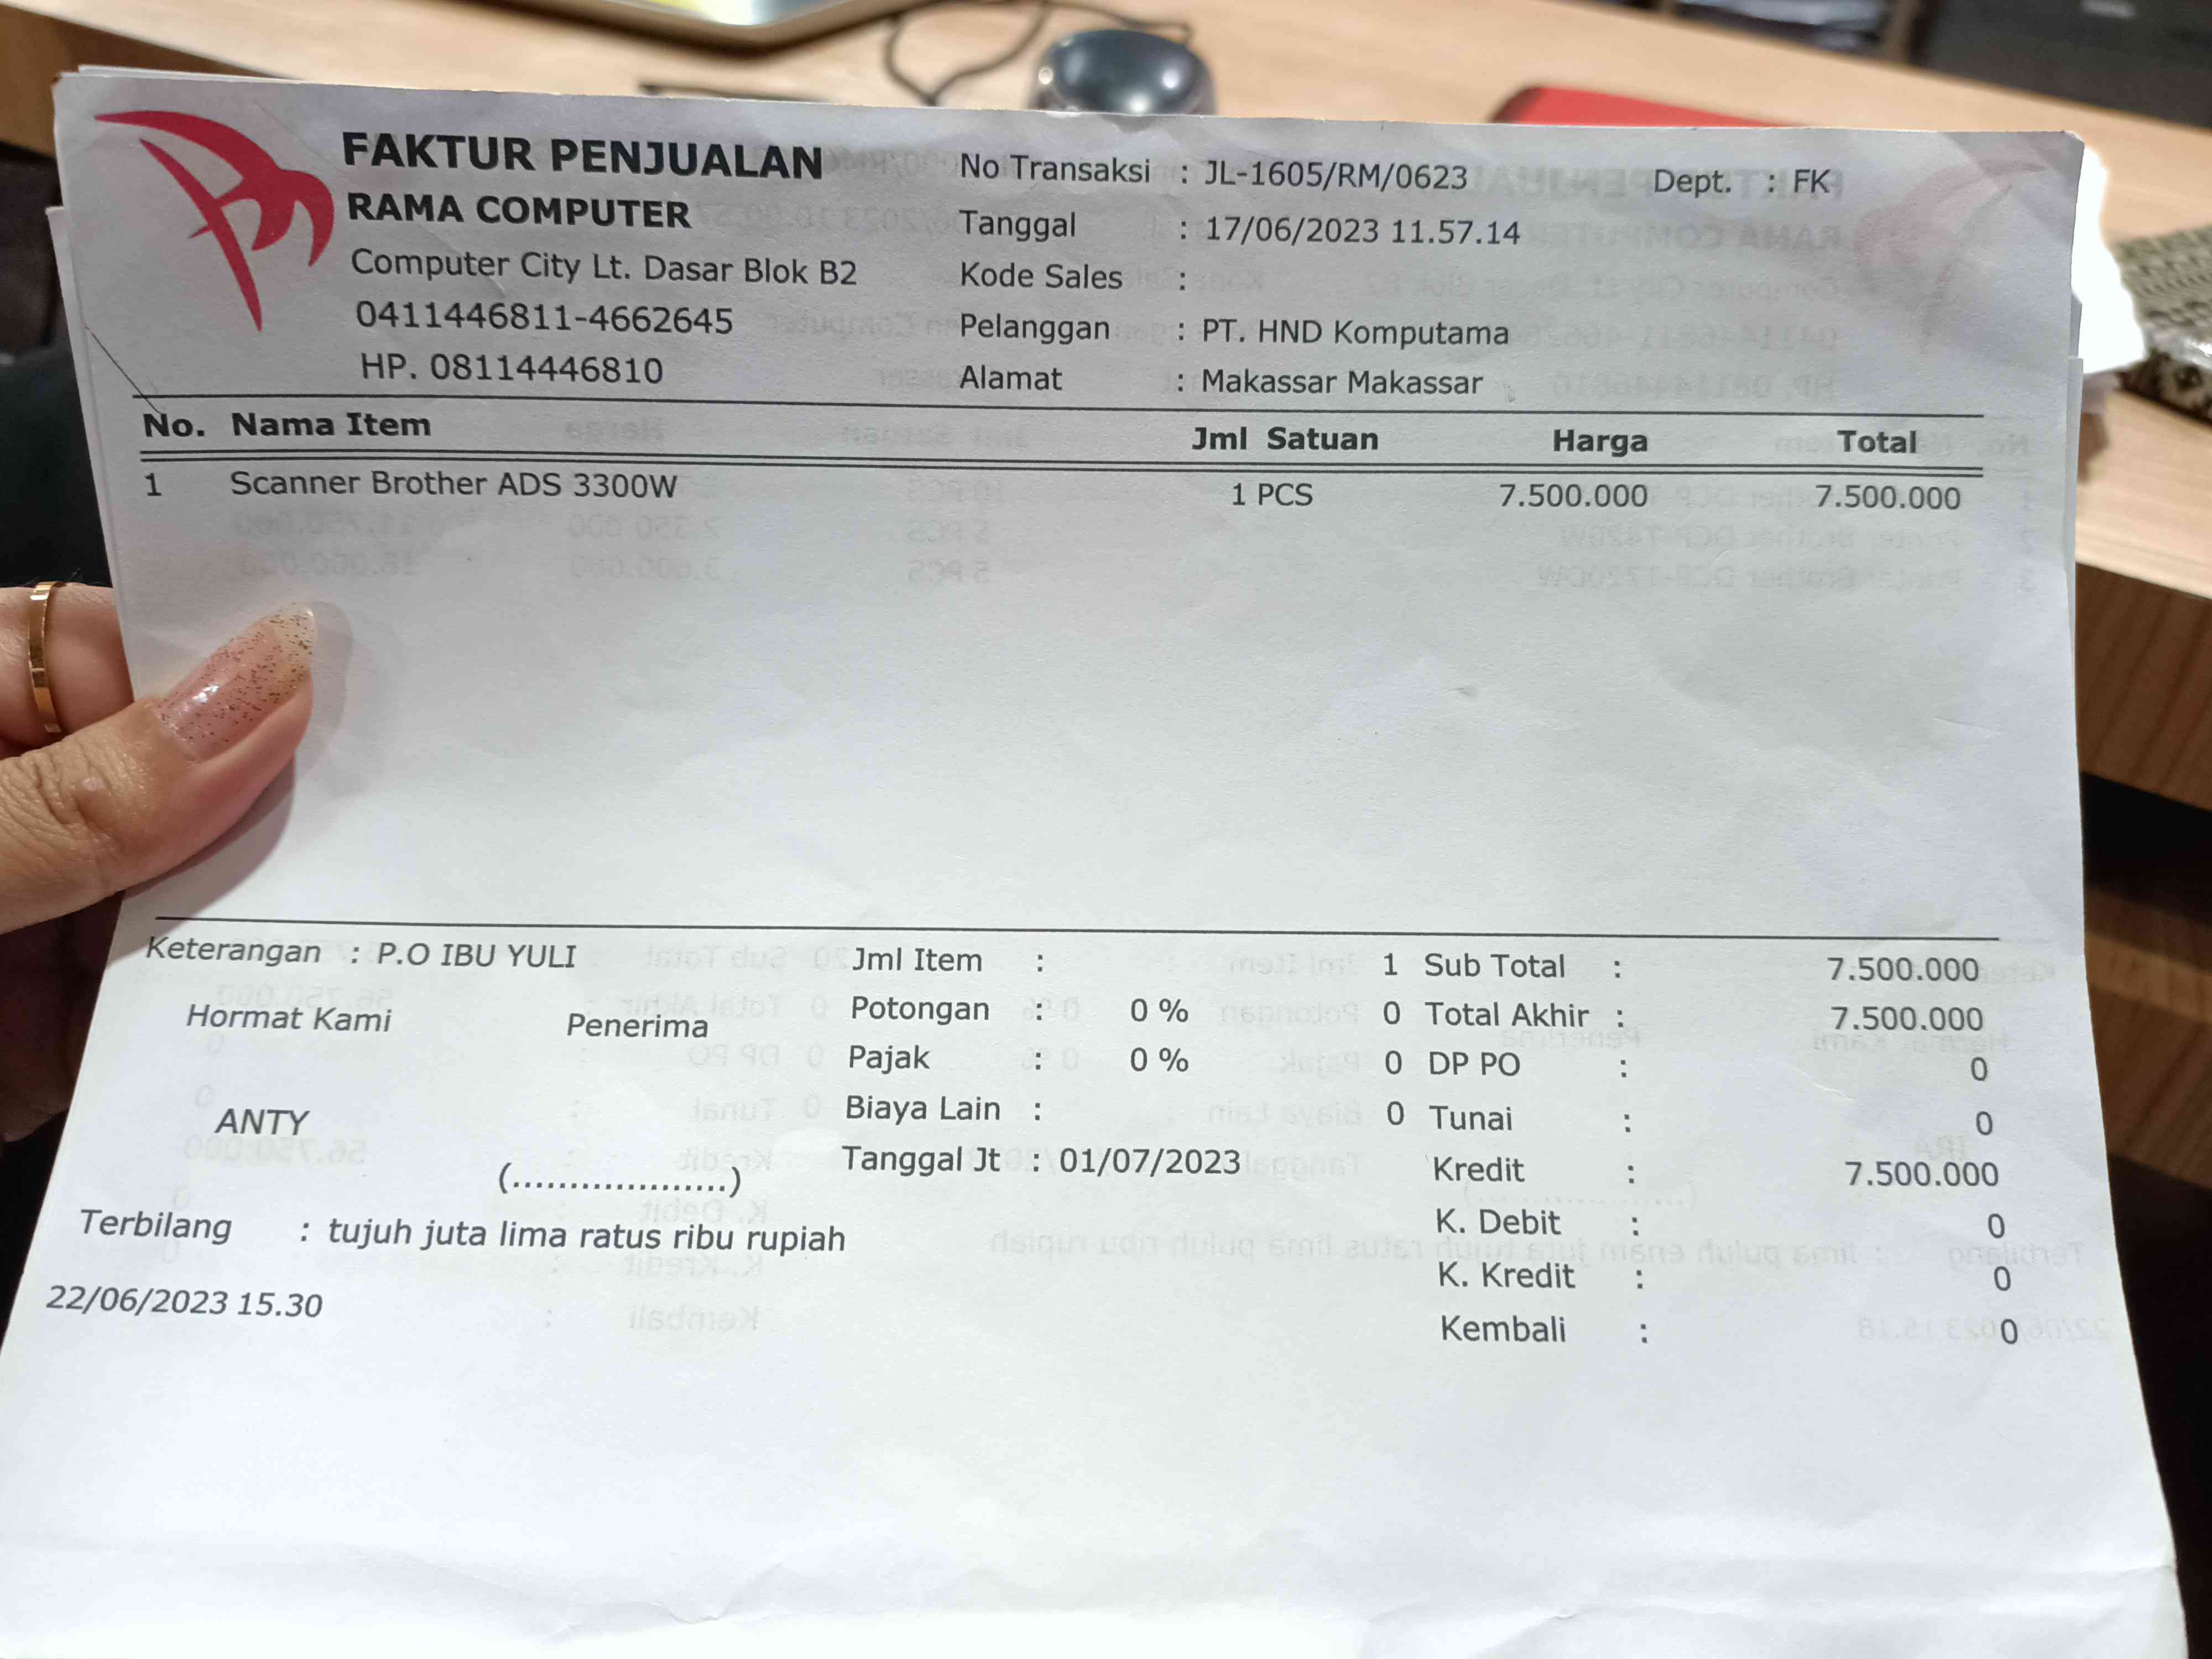 FAKTUR PENJUALAN
RAMA COMPUTER
Computer City Lt. Dasar Blok B2
0411446811-4662645
HP. 08114446810
No Transaksi : JL-1605/RM/0623 Dept. : FK
Tanggal : 17/06/2023 11.57.14
Kode Sales :
Pelanggan : PT. HND Komputama
Alamat : Makassar Makassar
No. Nama Item Jml Satuan Harga Total
1 Scanner Brother ADS 3300W 1 PCS 7.500.000 7.500.000
Keterangan : P.O IBU YULI
Hormat Kami Penerima
ANTY
(...................)
Jml Item : 1
Potongan : 0 % 0
Pajak : 0 % 0
Biaya Lain : 0
Tanggal Jt : 01/07/2023
Sub Total : 7.500.000
Total Akhir : 7.500.000
DP PO : 0
Tunai : 0
Kredit : 7.500.000
K. Debit : 0
K. Kredit : 0
Kembali : 0
Terbilang : tujuh juta lima ratus ribu rupiah
22/06/2023 15.30